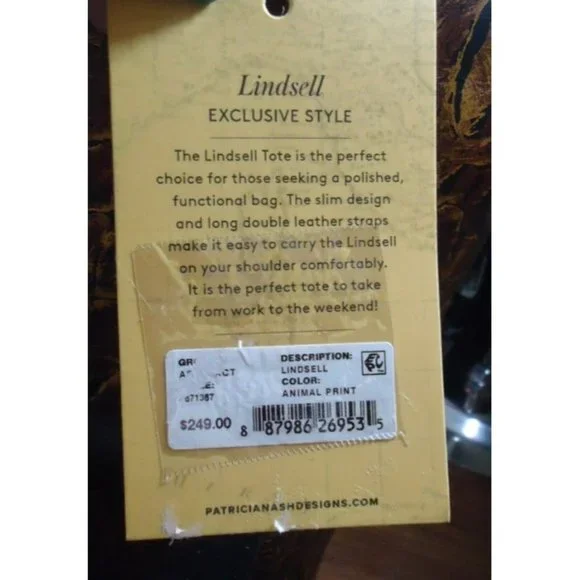 Lindsell
EXCLUSIVE STYLE
The Lindsell Tote is the perfect
choice for those seeking a polished,
functional bag. The slim design
and long double leather straps
make it easy to carry the Lindsell
on your shoulder comfortably.
It is the perfect tote to take
from work to the weekend!
DESCRIPTION:
LINDSELL
COLOR:
ANIMAL PRINT
$249.00
8 87986 26953 5
PATRICIANASHDESIGNS.COM